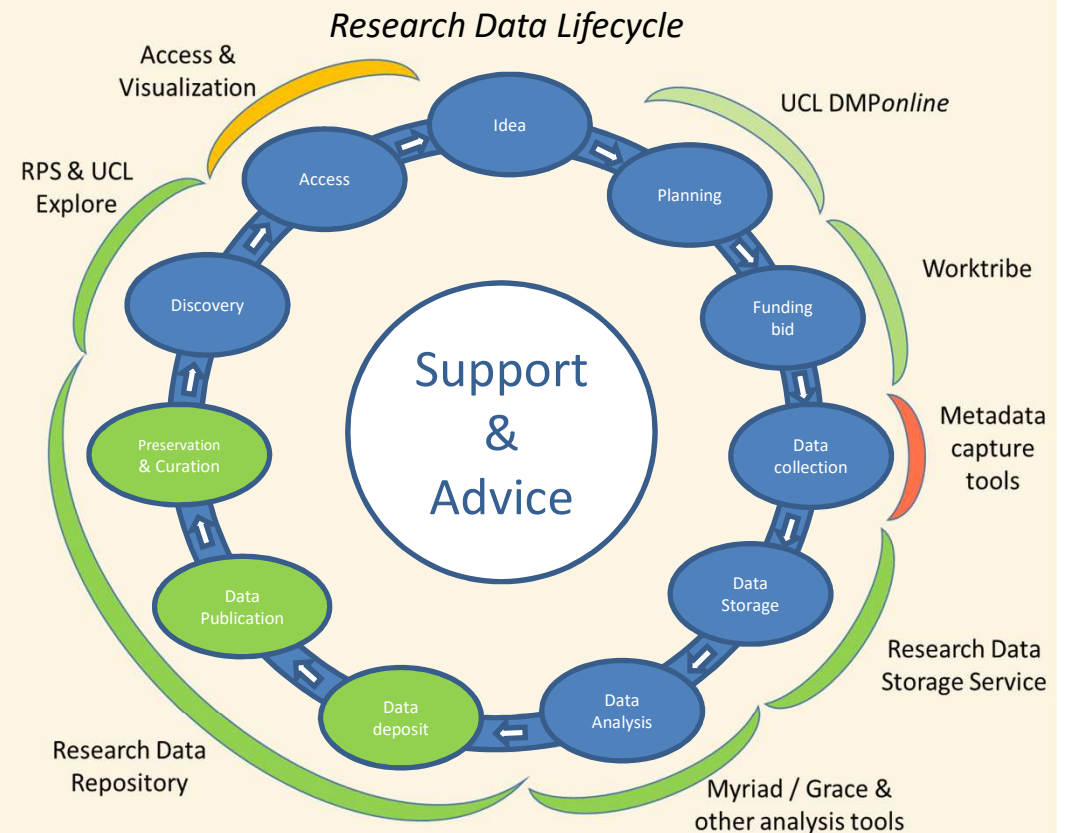 Research Data Lifecycle
Access &
Visualization
RPS & UCL
Explore
UCL DMPonline
Worktribe
Metadata
capture
tools
Research Data
Storage Service
Myriad / Grace &
other analysis tools
Research Data
Repository
Idea
Planning
Funding
bid
Data
collection
Data
Storage
Data
Analysis
Data
deposit
Data
Publication
Preservation
& Curation
Discovery
Access
Support
&
Advice